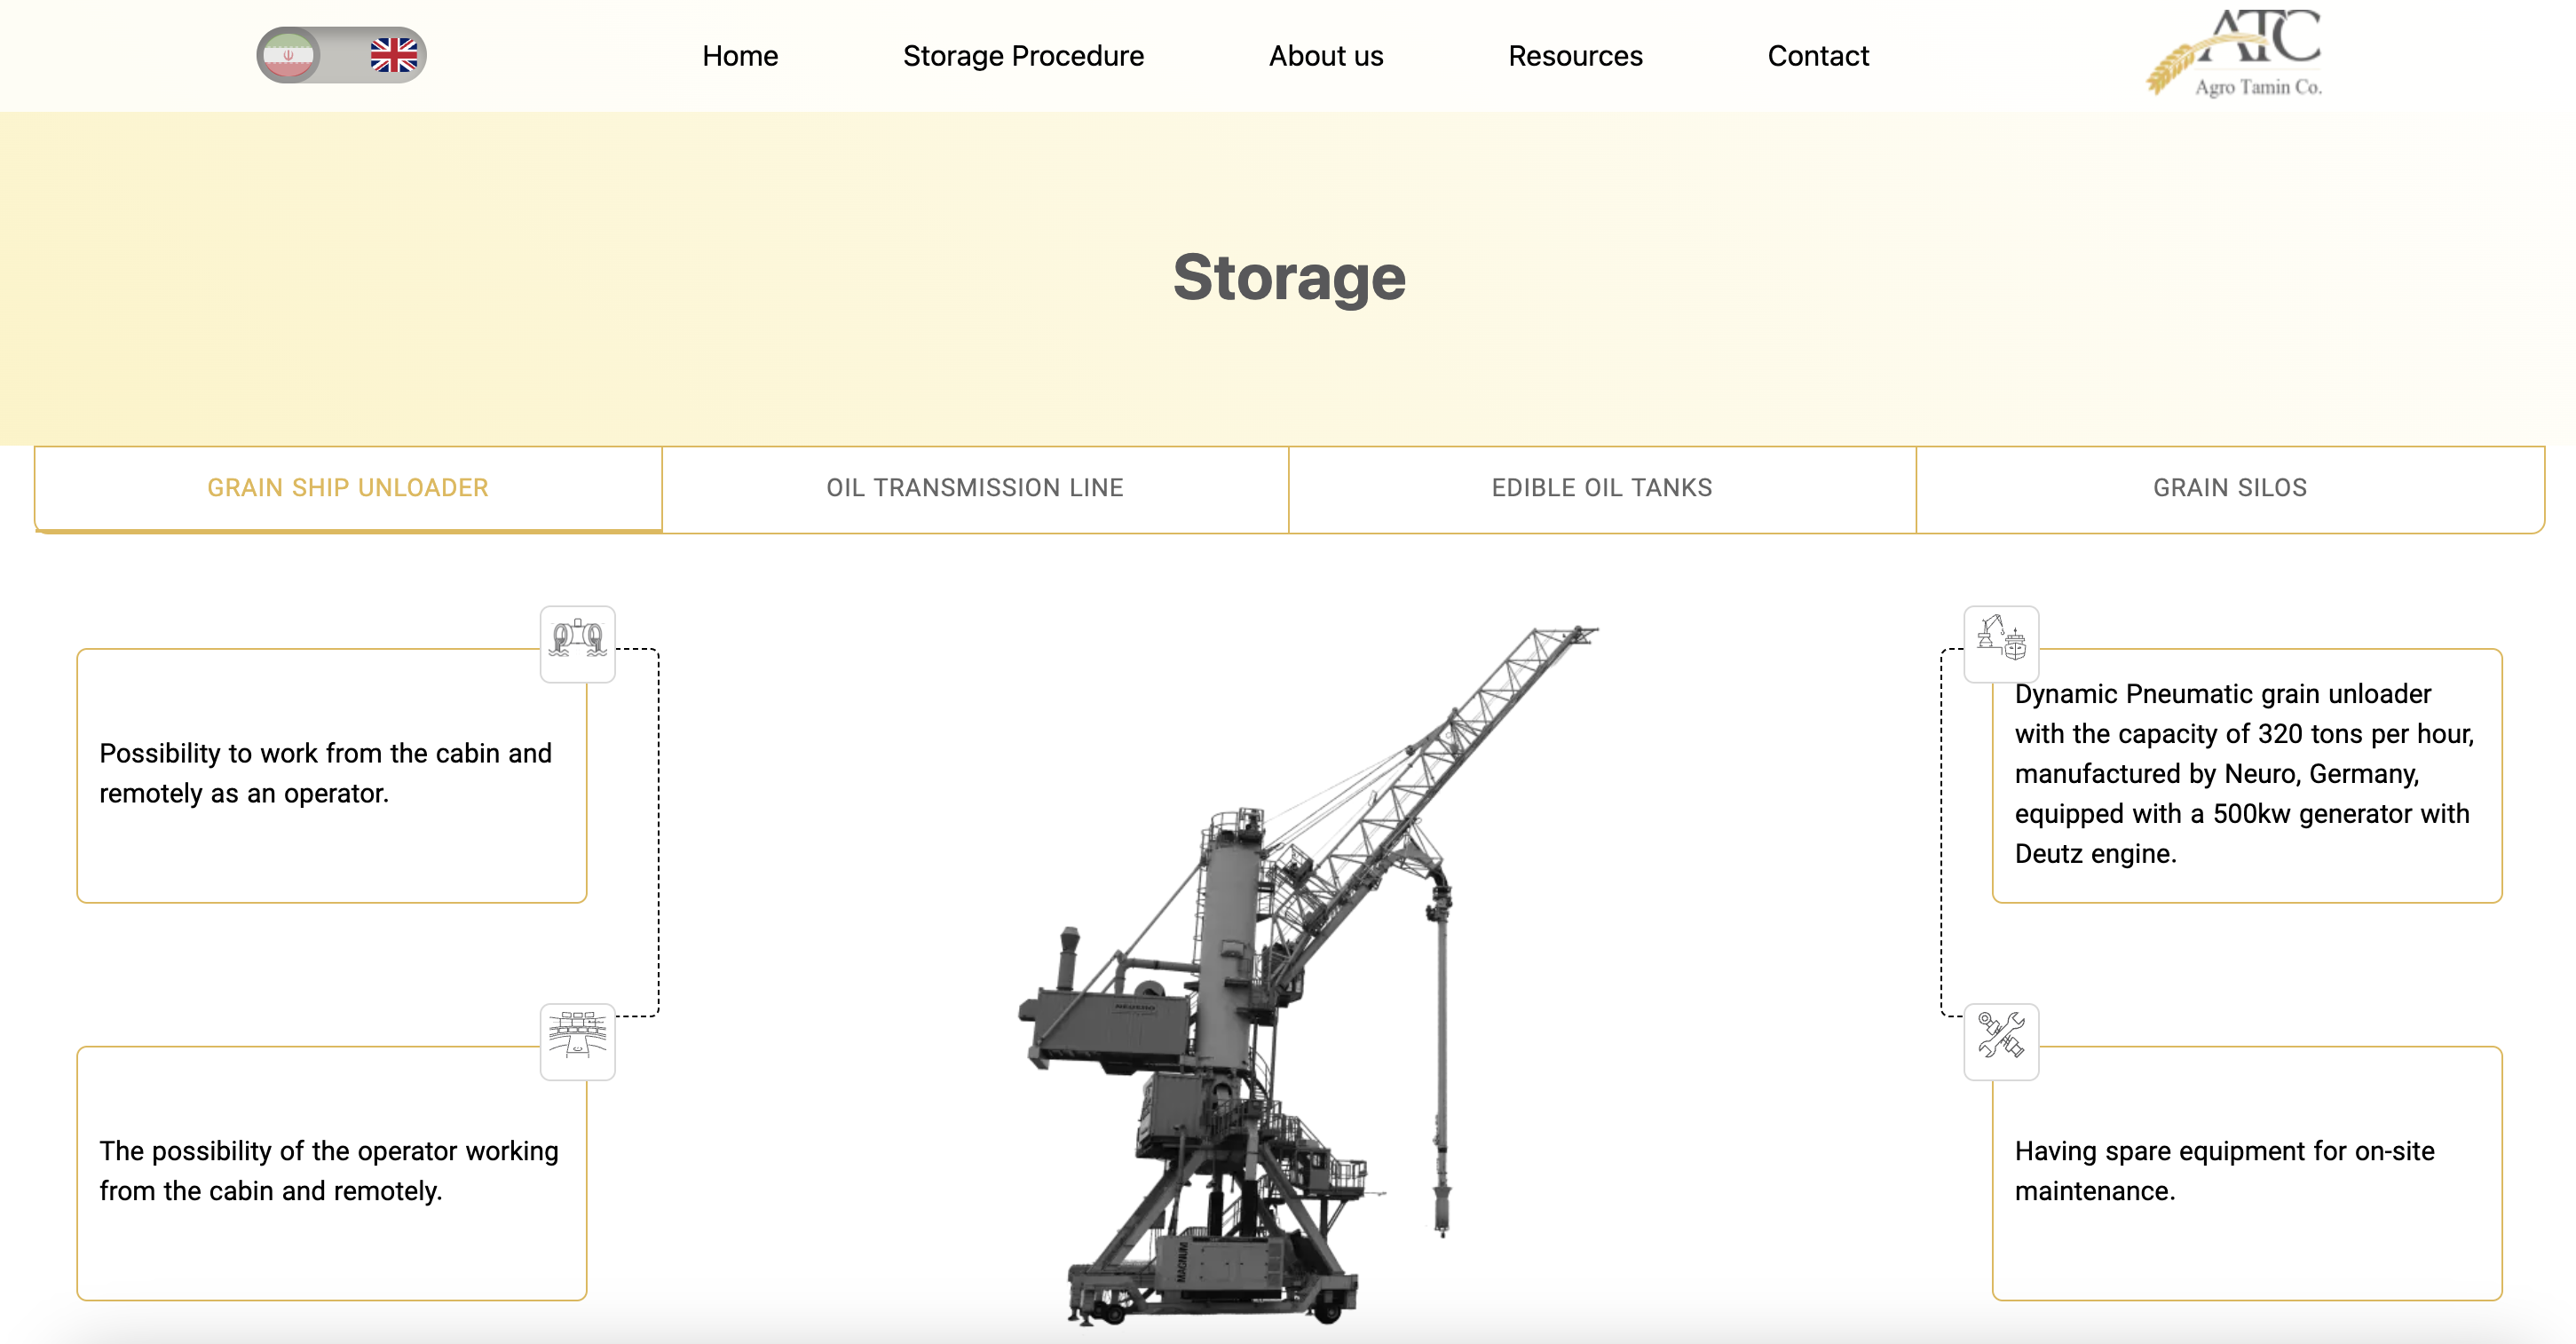 Home
Storage Procedure
About us
Resources
Contact
ATC
Agro Tamin Co.
Storage
GRAIN SHIP UNLOADER
OIL TRANSMISSION LINE
EDIBLE OIL TANKS
GRAIN SILOS
Possibility to work from the cabin and
remotely as an operator.
Dynamic Pneumatic grain unloader
with the capacity of 320 tons per hour,
manufactured by Neuro, Germany,
equipped with a 500kw generator with
Deutz engine.
The possibility of the operator working
from the cabin and remotely.
Having spare equipment for on-site
maintenance.
MAGNUM